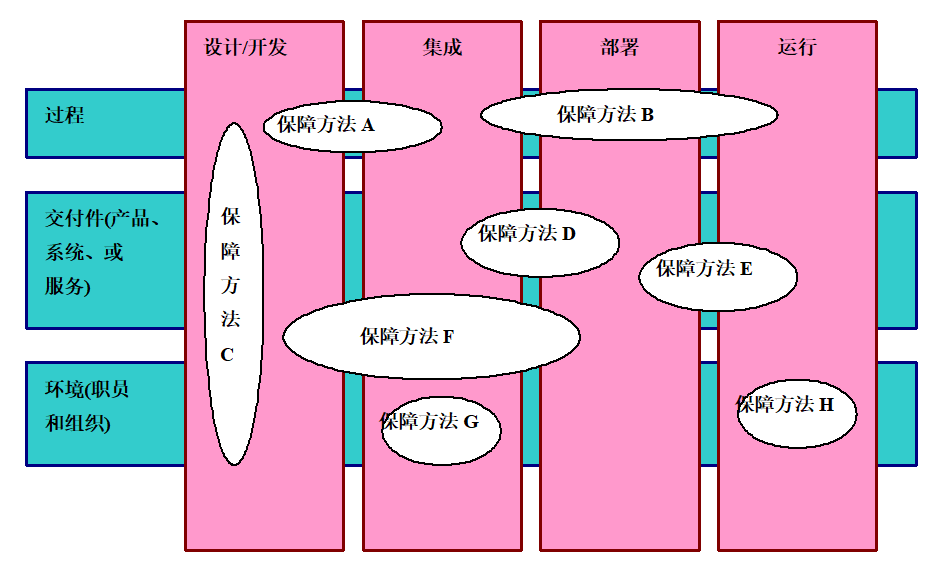 设计/开发
集成
部署
运行
过程
保障方法 A
保障方法 B
交付件(产品、
系统、或
服务)
保
障
方
法
C
保障方法 D
保障方法 E
保障方法 F
环境(职员
和组织)
保障方法 G
保障方法 H